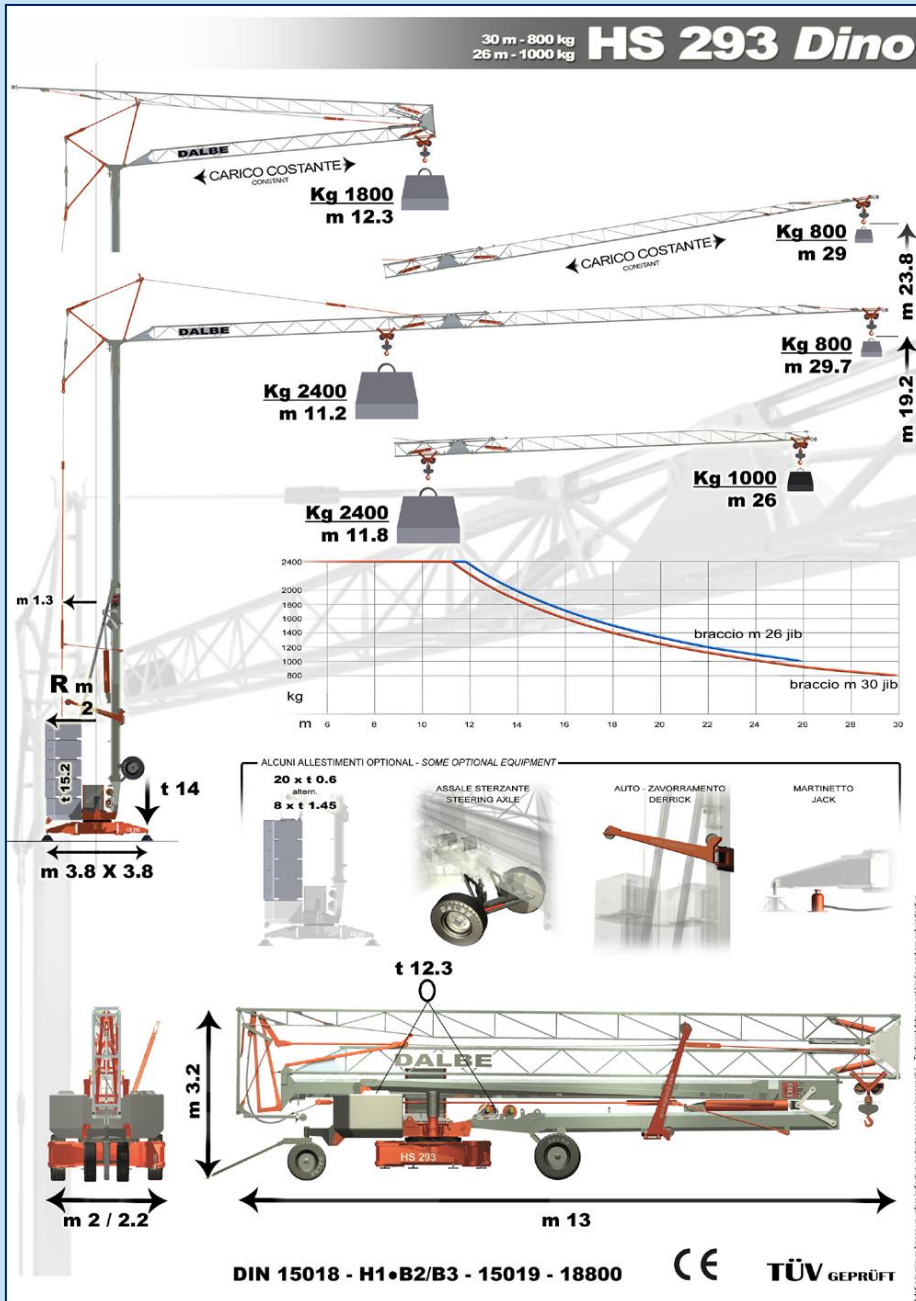 30 m - 800 kg
26 m - 1000 kg
HS 293 Dino
DALBE
CARICO COSTANTE
CONSTANT
Kg 1800
m 12.3
CARICO COSTANTE
CONSTANT
Kg 800
m 29
m 23.8
DALBE
Kg 2400
m 11.2
Kg 800
m 29.7
m 19.2
Kg 2400
m 11.8
Kg 1000
m 26
m 1.3
R m
2
t 15.2
t 14
HS 293
m 3.8 X 3.8
2400
2000
1800
1600
1400
1200
1000
800
kg
m 6 8 10 12 14 16 18 20 22 24 26 28 30
braccio m 26 jib
braccio m 30 jib
ALCUNI ALLESTIMENTI OPTIONAL - SOME OPTIONAL EQUIPMENT
20 x t 0.6
altern.
8 x t 1.45
ASSALE STERZANTE
STEERING AXLE
AUTO - ZAVORRAMENTO
DERRICK
MARTINETTO
JACK
t 12.3
m 3.2
DALBE
HS 293
m 2 / 2.2
m 13
DIN 15018 - H1•B2/B3 - 15019 - 18800
CE
TÜV GEPRÜFT